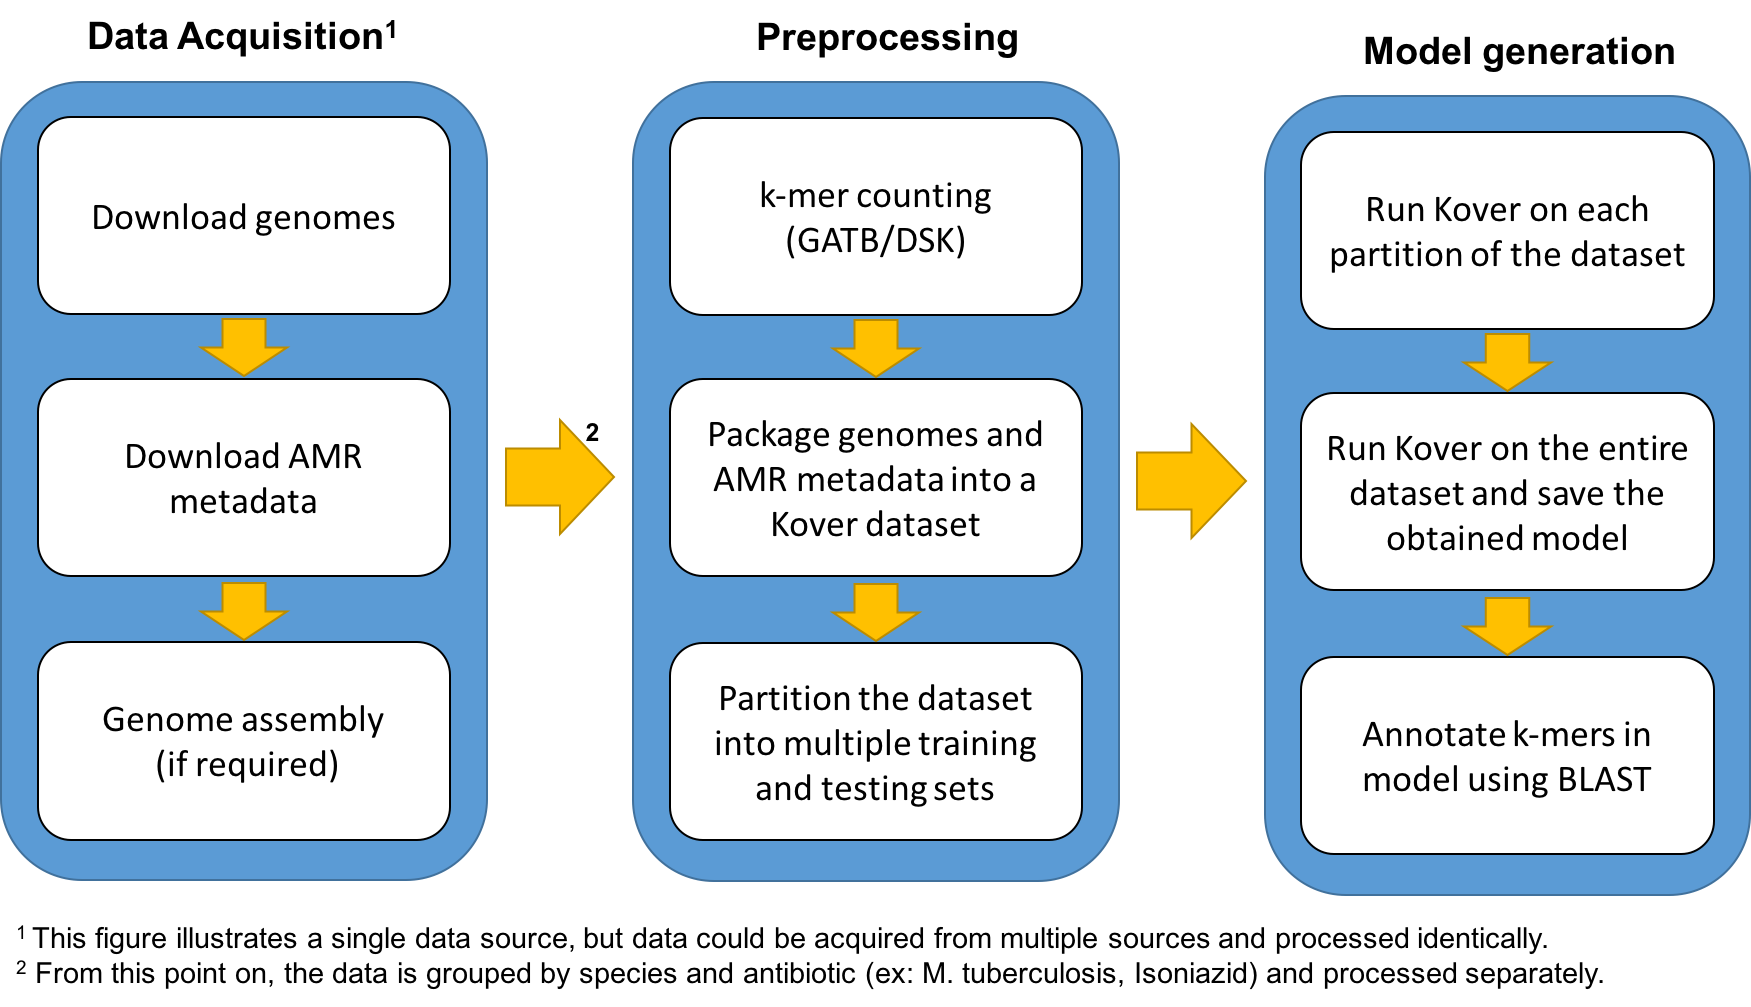 Data Acquisition¹
Download genomes
Download AMR
metadata
Genome assembly
(if required)
2
Preprocessing
k-mer counting
(GATB/DSK)
Package genomes and
AMR metadata into a
Kover dataset
Partition the dataset
into multiple training
and testing sets
Model generation
Run Kover on each
partition of the dataset
Run Kover on the entire
dataset and save the
obtained model
Annotate k-mers in
model using BLAST
¹ This figure illustrates a single data source, but data could be acquired from multiple sources and processed identically.
² From this point on, the data is grouped by species and antibiotic (ex: M. tuberculosis, Isoniazid) and processed separately.